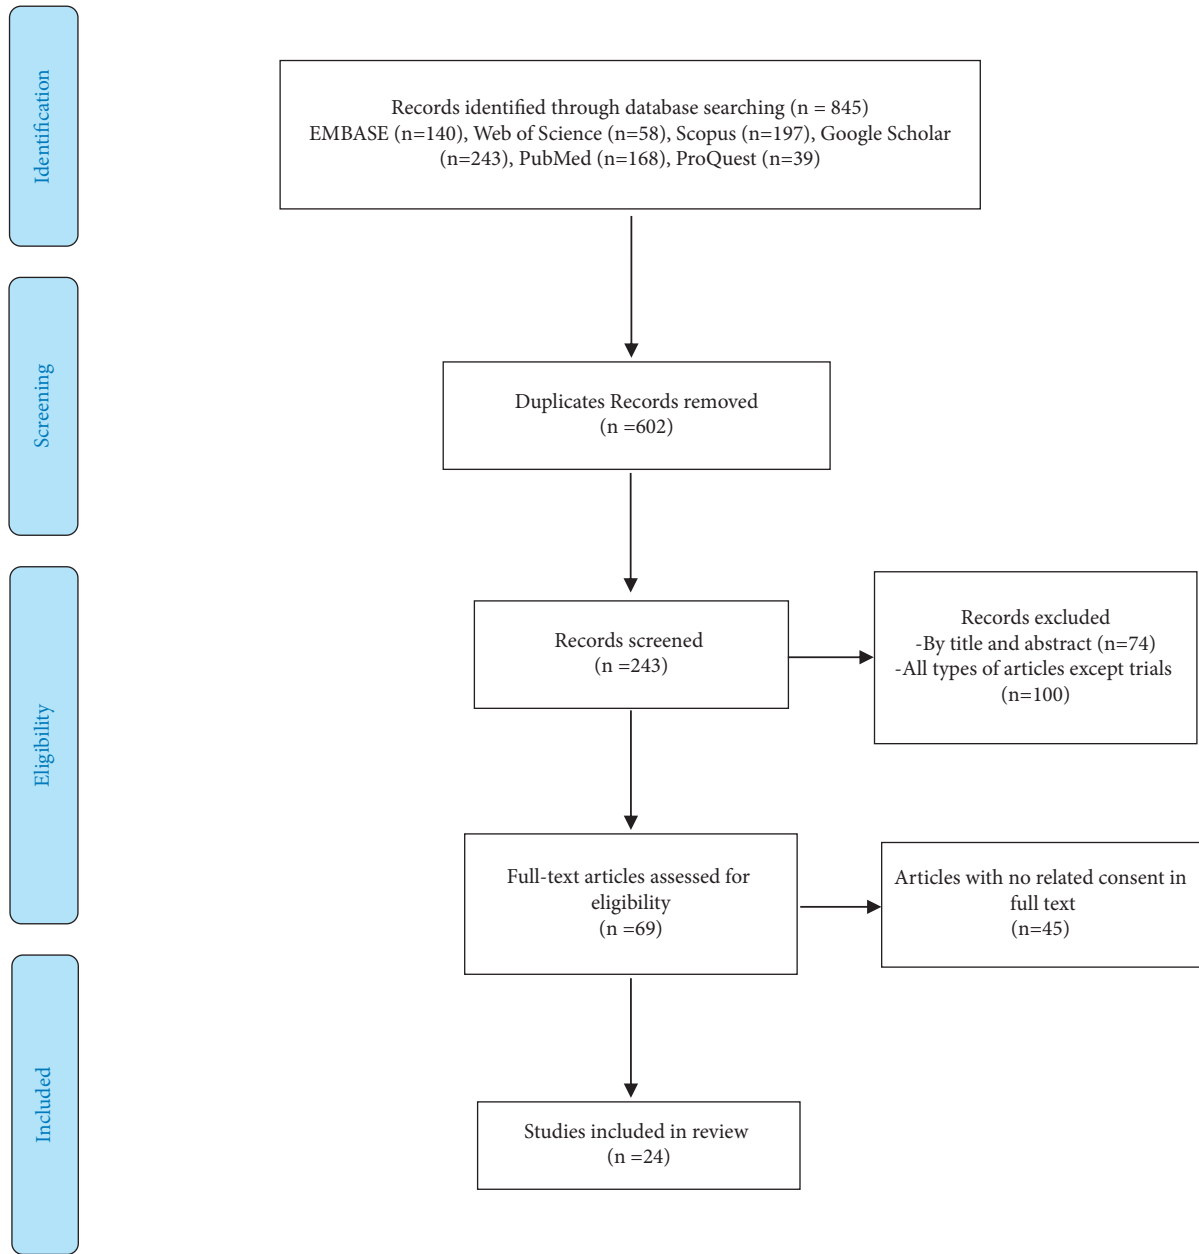 Identification
Records identified through database searching (n = 845)
EMBASE (n=140), Web of Science (n=58), Scopus (n=197), Google Scholar
(n=243), PubMed (n=168), ProQuest (n=39)
Screening
Duplicates Records removed
(n =602)
Eligibility
Records screened
(n =243)
Records excluded
-By title and abstract (n=74)
-All types of articles except trials
(n=100)
Full-text articles assessed for
eligibility
(n =69)
Articles with no related consent in
full text
(n=45)
Included
Studies included in review
(n =24)